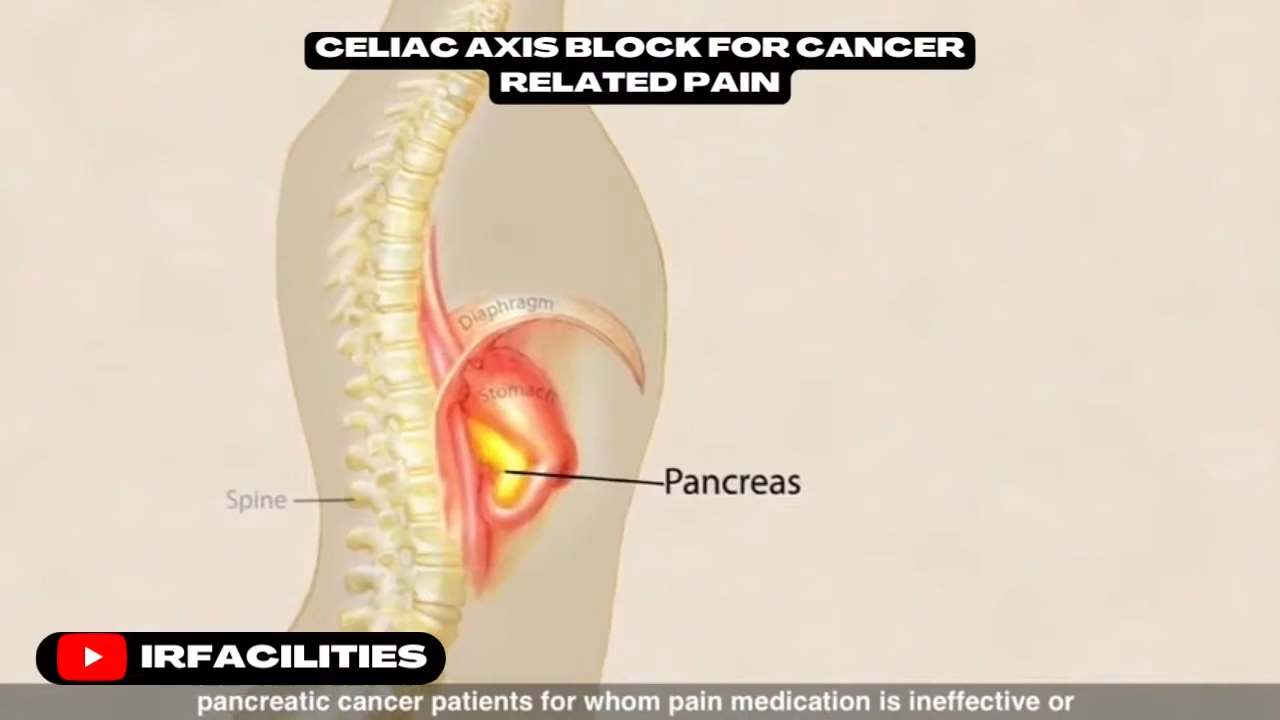 CELIAC AXIS BLOCK FOR CANCER
RELATED PAIN
Diaphragm
Stomach
Pancreas
Spine
IRFACILITIES
pancreatic cancer patients for whom pain medication is ineffective or